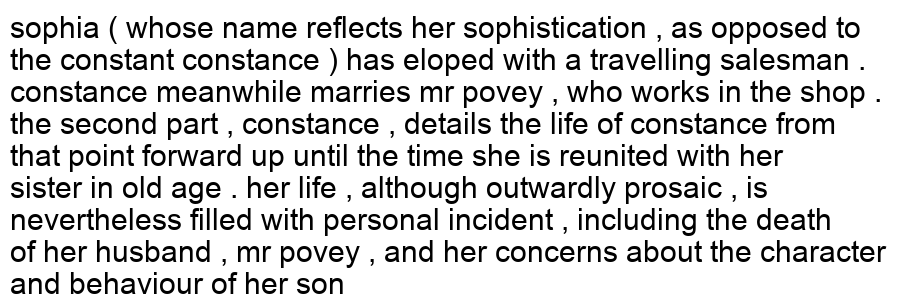 sophia ( whose name reflects her sophistication , as opposed to
the constant constance ) has eloped with a travelling salesman .
constance meanwhile marries mr povey , who works in the shop .
the second part , constance , details the life of constance from
that point forward up until the time she is reunited with her
sister in old age . her life , although outwardly prosaic , is
nevertheless filled with personal incident , including the death
of her husband , mr povey , and her concerns about the character
and behaviour of her son